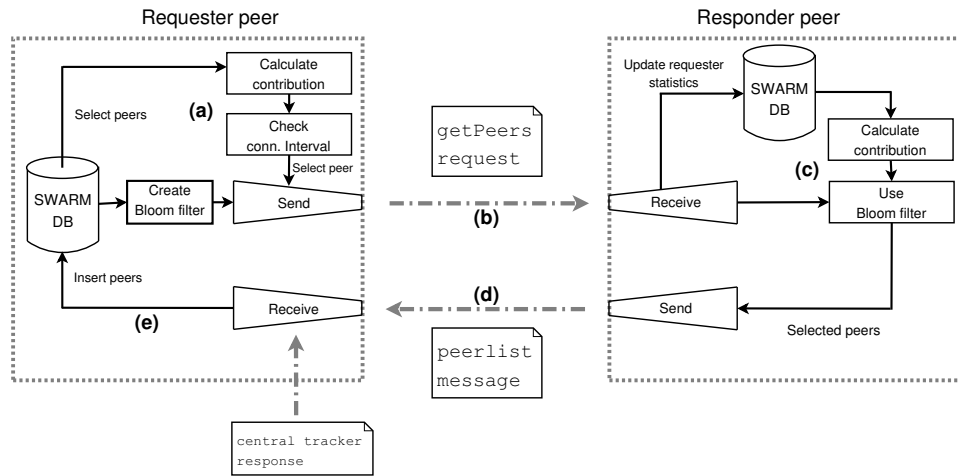 Requester peer
Responder peer
Calculate
contribution
(a)
Select peers
Check
conn. Interval
Select peer
SWARM
DB
Create
Bloom filter
Send
Insert peers
(e)
Receive
central tracker
response
getPeers
request
(b)
(d)
peerlist
message
Update requester
statistics
SWARM
DB
Calculate
contribution
(c)
Receive
Use
Bloom filter
Send
Selected peers